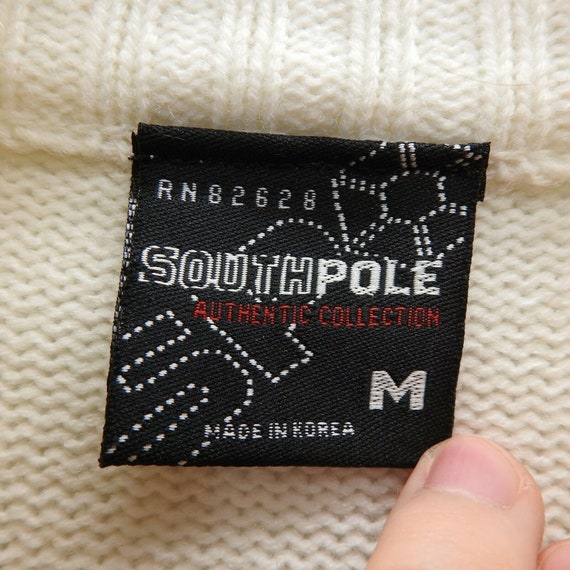 RN82628
SOUTHPOLE
AUTHENTIC COLLECTION
M
MADE IN KOREA